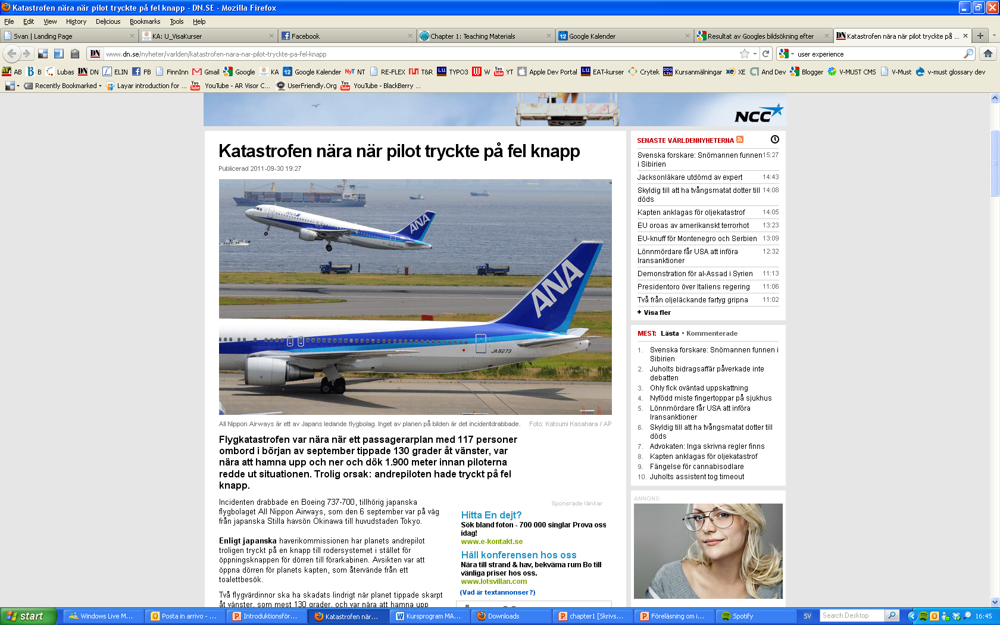 Katastrofen nära när pilot tryckte på fel knapp - DN.SE - Mozilla Firefox
File Edit View History Delicious Bookmarks Tools Help
Svan | Landing Page
KA: U_VisaKurser
Facebook
Chapter 1: Teaching Materials
12 Google Kalender
Resultat av Googles bildsökning efter
DN Katastrofen nära när pilot tryckte på ...
DN www.dn.se/nyheter/varlden/katastrofen-nara-nar-pilot-tryckte-pa-fel-knapp
user experience
AB B Lubas DN DN ELIN FB FinnInn Gmail Google KA 12 Google Kalender NyT NT RE-FLEX T&R LU TYPO3 W You Tube YT Apple Dev Portal LU EAT-kurser Crytek DDG LTH Kursanmälningar xe XE And Dev Blogger V-MUST CMS V-Must v-must glossary dev
Recently Bookmarked Layar introduction for ... You Tube YouTube - AR Visor C... UserFriendly.Org You Tube YouTube - BlackBerry ...
NCC
Katastrofen nära när pilot tryckte på fel knapp
Publicerad 2011-09-30 19:27
ANA
ANA
ANA
JA8273
All Nippon Airways är ett av Japans ledande flygbolag. Inget av planen på bilden är det incidentdrabbade.
Foto: Katsumi Kasahara / AP
Flygkatastrofen var nära när ett passagerarplan med 117 personer
ombord i början av september tippade 130 grader åt vänster, var
nära att hamna upp och ner och dök 1.900 meter innan piloterna
redde ut situationen. Trolig orsak: andrepiloten hade tryckt på fel
knapp.
Incidenten drabbade en Boeing 737-700, tillhörig japanska
flygbolaget All Nippon Airways, som den 6 september var på väg
från japanska Stilla havsön Okinawa till huvudstaden Tokyo.
Enligt japanska haverikommissionen har planets andrepilot
troligen tryckt på en knapp till rodersystemet i stället för
öppningsknappen för dörren till förarkabinen. Avsikten var att
öppna dörren för planets kapten, som återvände från ett
toalettbesök.
Två flygvärdinnor ska ha skadats lindrigt när planet tippade skarpt
åt vänster, som mest 130 grader, och var nära att hamna upp
Sponsrade länkar
Hitta En dejt?
Sök bland foton - 700 000 singlar Prova oss
idag!
www.e-kontakt.se
Håll konferensen hos oss
Nära till strand & hav, bekväma rum Bo till
vänliga priser hos oss.
www.lotsvillan.com
(Vad är textannonser?)
SENASTE VÄRLDENNYHETERNA
Svenska forskare: Snömannen funnen 15:27
i Sibirien
Jacksonläkare utdömd av expert 14:43
Skyldig till att ha tvångsmatat dotter till 14:08
döds
Kapten anklagas för oljekatastrof 14:05
EU oroas av amerikanskt terrorhot 13:23
EU-knuff för Montenegro och Serbien 13:09
Lönnmördare får USA att införa 12:32
Iransanktioner
Demonstration för al-Assad i Syrien 11:13
Presidentoro över Italiens regering 11:06
Två från oljeläckande fartyg gripna 11:02
+ Visa fler
MEST: Lästa • Kommenterade
1. Svenska forskare: Snömannen funnen i
Sibirien
2. Juholts bidragsaffär påverkade inte
debatten
3. Ohly fick oväntad uppskattning
4. Nyfödd miste fingertoppar på sjukhus
5. Lönnmördare får USA att införa
Iransanktioner
6. Skyldig till att ha tvångsmatat dotter till
döds
7. Advokaten: Inga skrivna regler finns
8. Kapten anklagas för oljekatastrof
9. Fängelse för cannabisodlare
10. Juholts assistent tog timeout
ANNONS:
start
Windows Live M...
Posta in arrivo - ...
Introduktionsför...
Katastrofen när...
Kursprogram MA...
Downloads
chapter1 [Skrivs...
Föreläsning om i...
Spotify
SV
Search Desktop
16:45